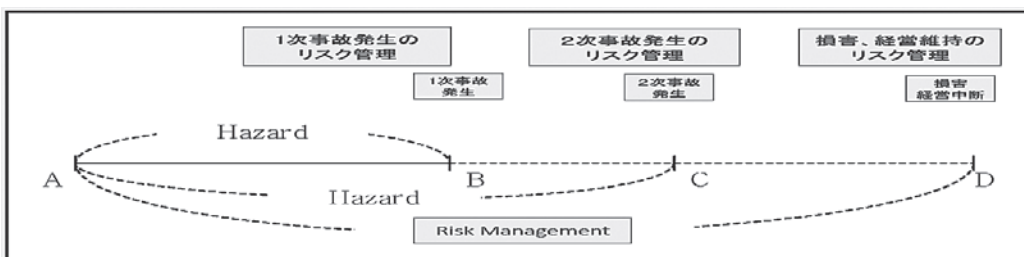 1次事故発生の
リスク管理
2次事故発生の
リスク管理
損害、経営維持の
リスク管理
1次事故
発生
2次事故
発生
損害
経営中断
Hazard
A
B
C
D
Hazard
Risk Management